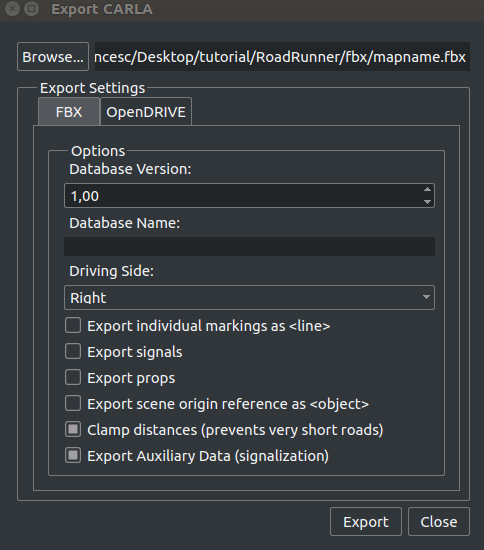 Export CARLA
Browse... ncesc/Desktop/tutorial/RoadRunner/fbx/mapname.fbx
Export Settings
FBX OpenDRIVE
Options
Database Version:
1,00
Database Name:
Driving Side:
Right
Export individual markings as <line>
Export signals
Export props
Export scene origin reference as <object>
Clamp distances (prevents very short roads)
Export Auxiliary Data (signalization)
Export Close